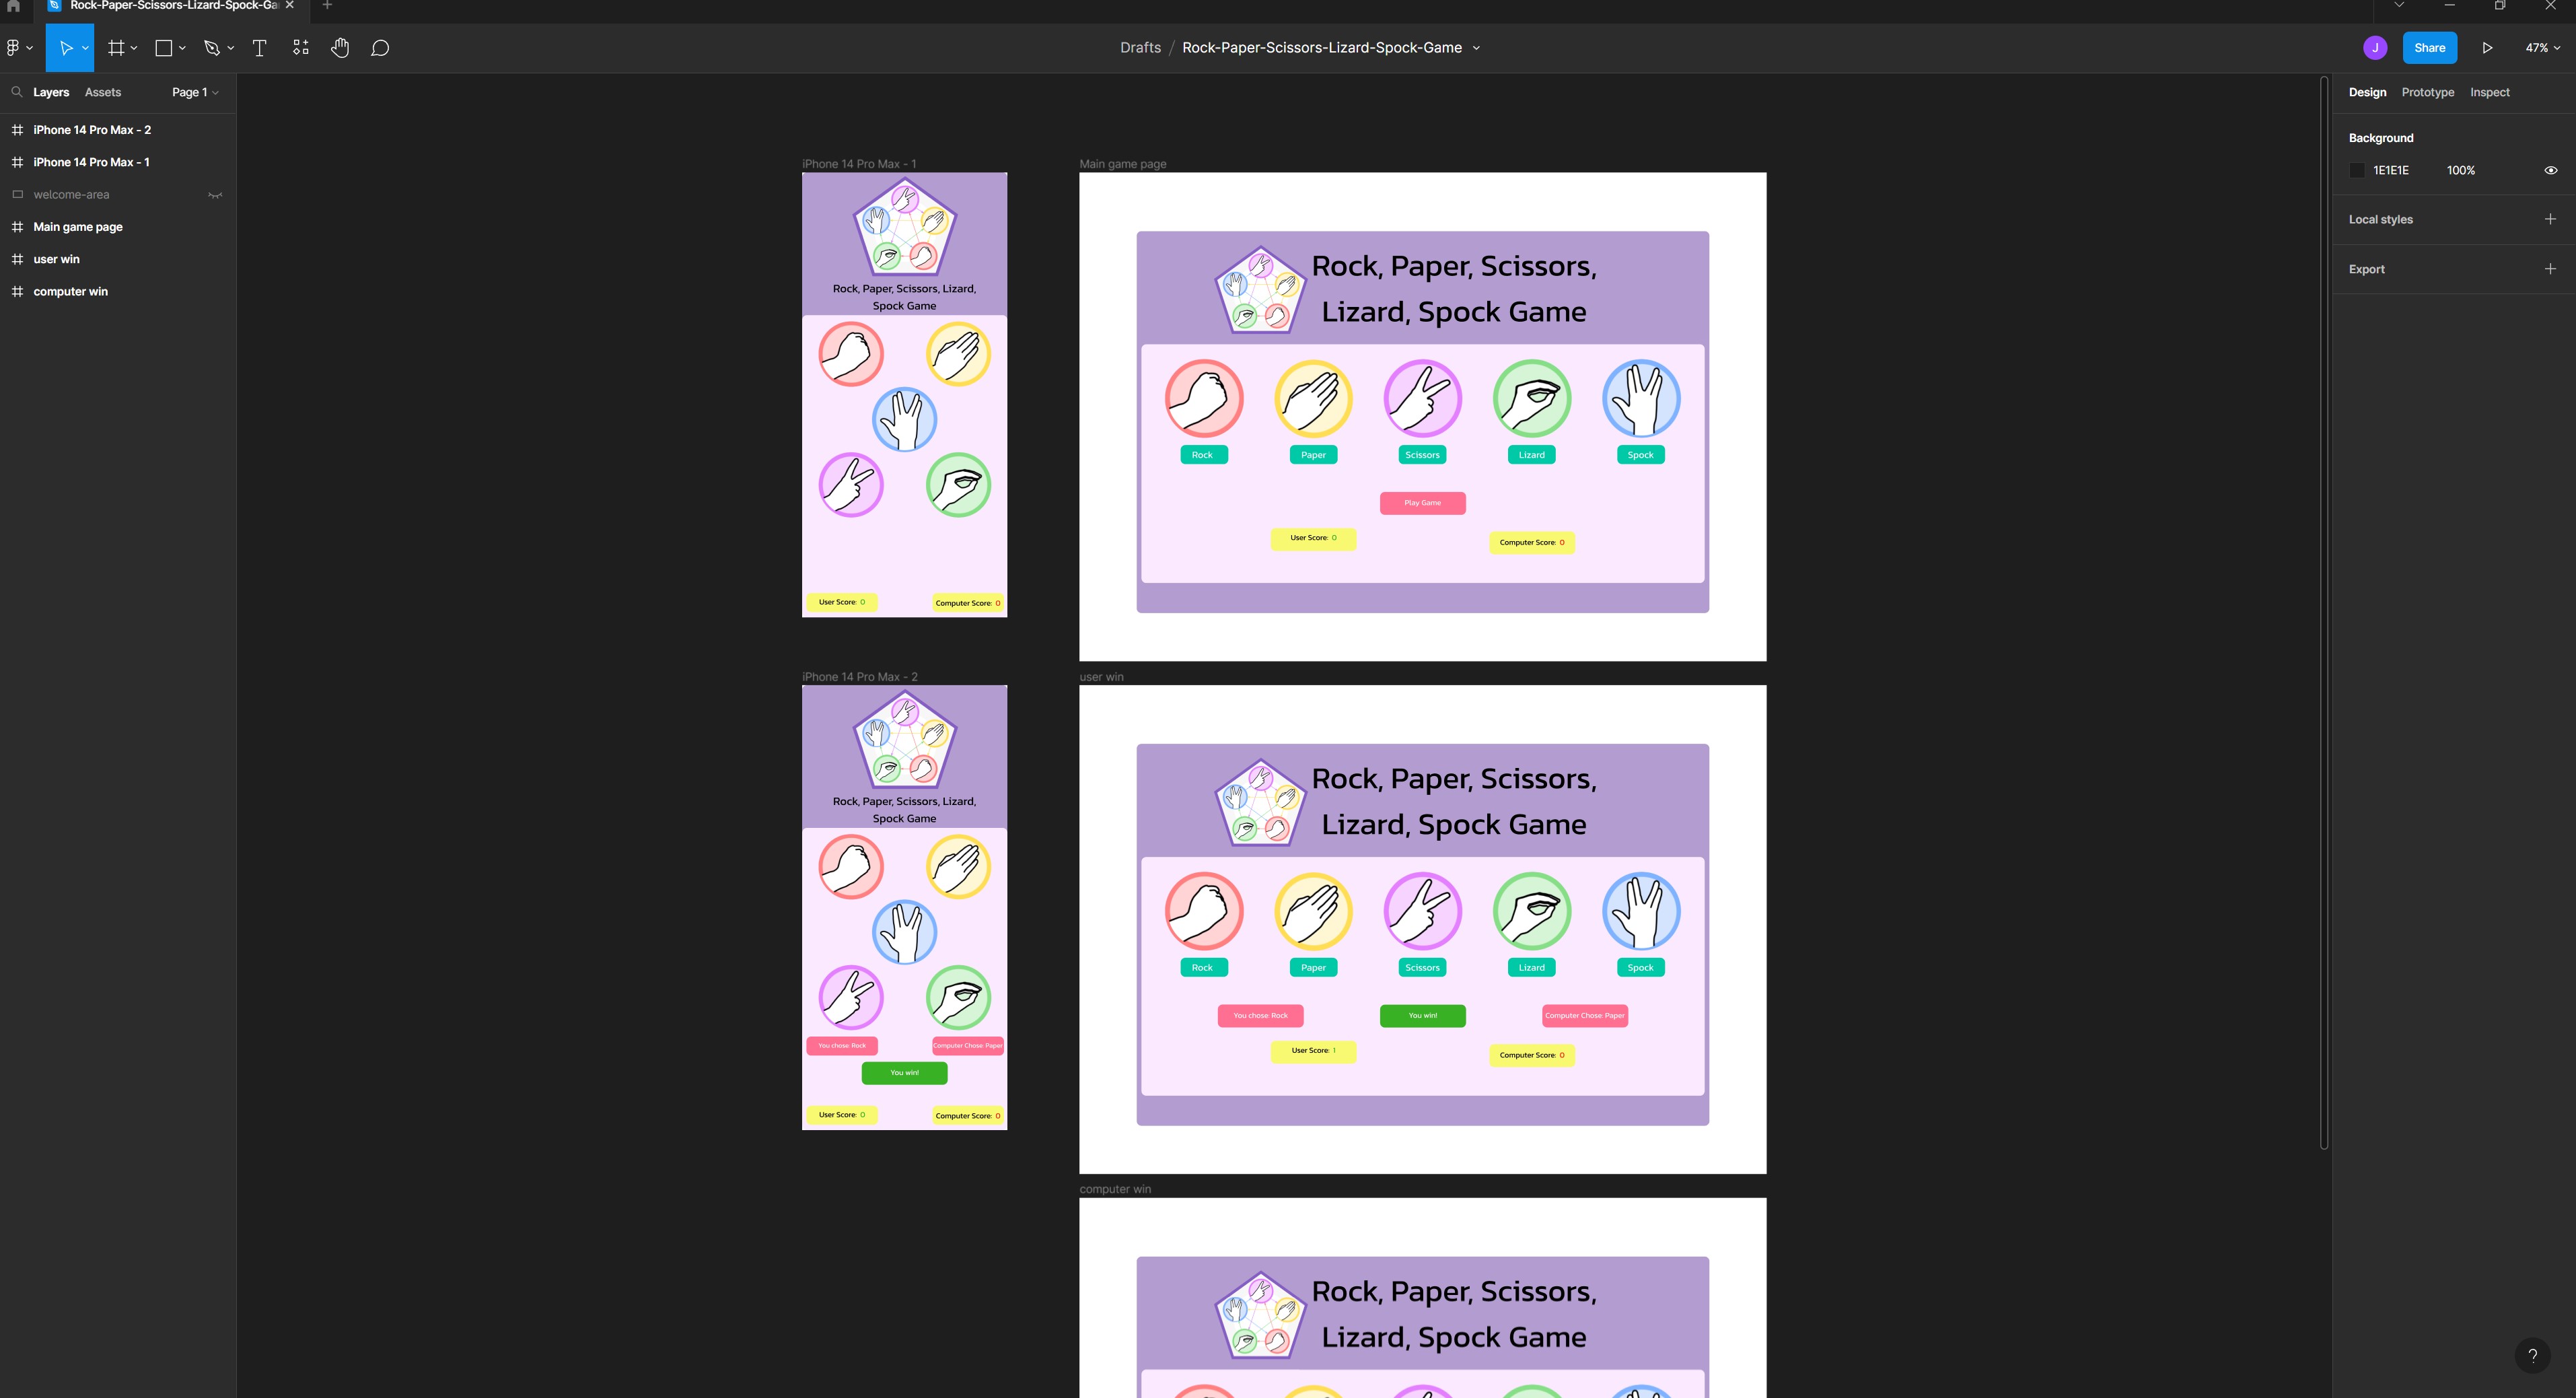 Rock-Paper-Scissors-Lizard-Spock-Ga
Drafts / Rock-Paper-Scissors-Lizard-Spock-Game
J
Share
47%
Layers
Assets
Page 1
iPhone 14 Pro Max - 2
iPhone 14 Pro Max - 1
welcome-area
Main game page
user win
computer win
iPhone 14 Pro Max - 1
Rock, Paper, Scissors, Lizard,
Spock Game
User Score: 0
Computer Score: 0
Main game page
Rock, Paper, Scissors,
Lizard, Spock Game
Rock
Paper
Scissors
Lizard
Spock
Play Game
User Score: 0
Computer Score: 0
iPhone 14 Pro Max - 2
Rock, Paper, Scissors, Lizard,
Spock Game
You chose: Rock
Computer Chose: Paper
You win!
User Score: 0
Computer Score: 0
user win
Rock, Paper, Scissors,
Lizard, Spock Game
Rock
Paper
Scissors
Lizard
Spock
You chose: Rock
You win!
Computer Chose: Paper
User Score: 1
Computer Score: 0
computer win
Rock, Paper, Scissors,
Lizard, Spock Game
Design
Prototype
Inspect
Background
1E1E1E
100%
Local styles
Export
?